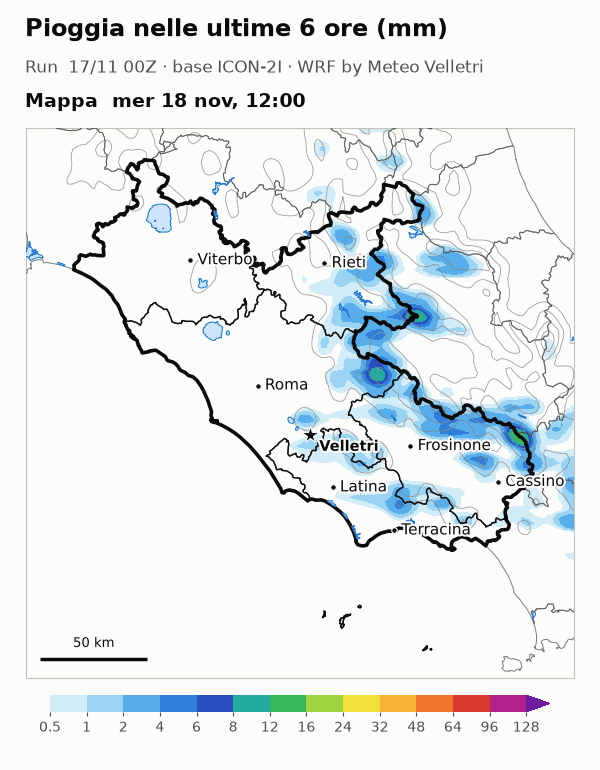 Pioggia nelle ultime 6 ore (mm)
Run 17/11 00Z · base ICON-2I · WRF by Meteo Velletri
Mappa mer 18 nov, 12:00
Viterbo
Rieti
Roma
Velletri
Frosinone
Latina
Cassino
Terracina
50 km
0.5 1 2 4 6 8 12 16 24 32 48 64 96 128